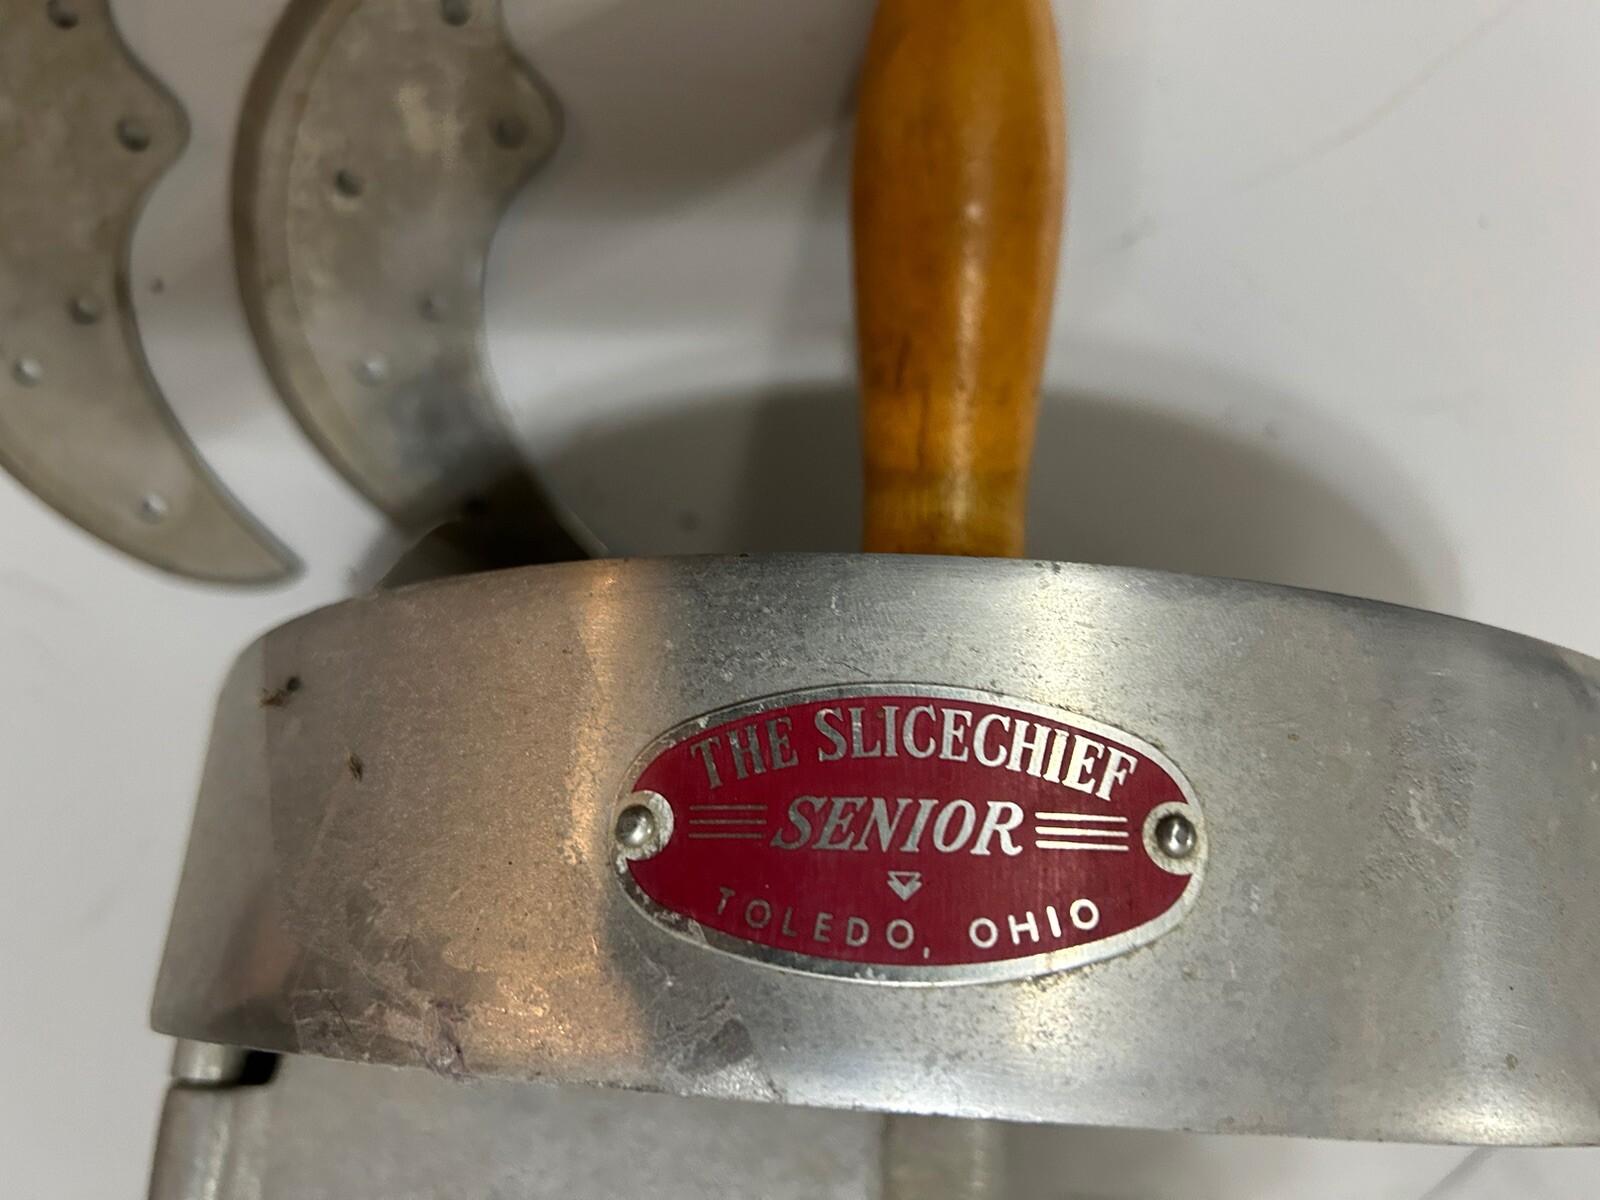 THE SLICECHIEF
SENIOR
TOLEDO, OHIO